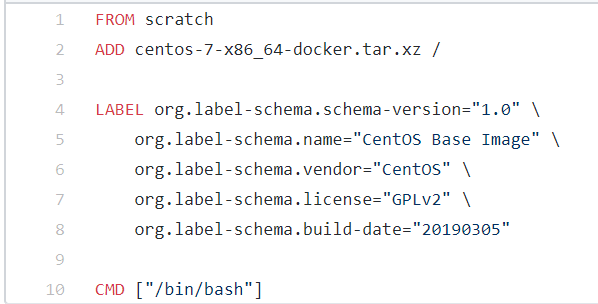 1 FROM scratch
2 ADD centos-7-x86_64-docker.tar.xz /
3
4 LABEL org.label-schema.schema-version="1.0" \
5 org.label-schema.name="CentOS Base Image" \
6 org.label-schema.vendor="CentOS" \
7 org.label-schema.license="GPLv2" \
8 org.label-schema.build-date="20190305"
9
10 CMD ["/bin/bash"]